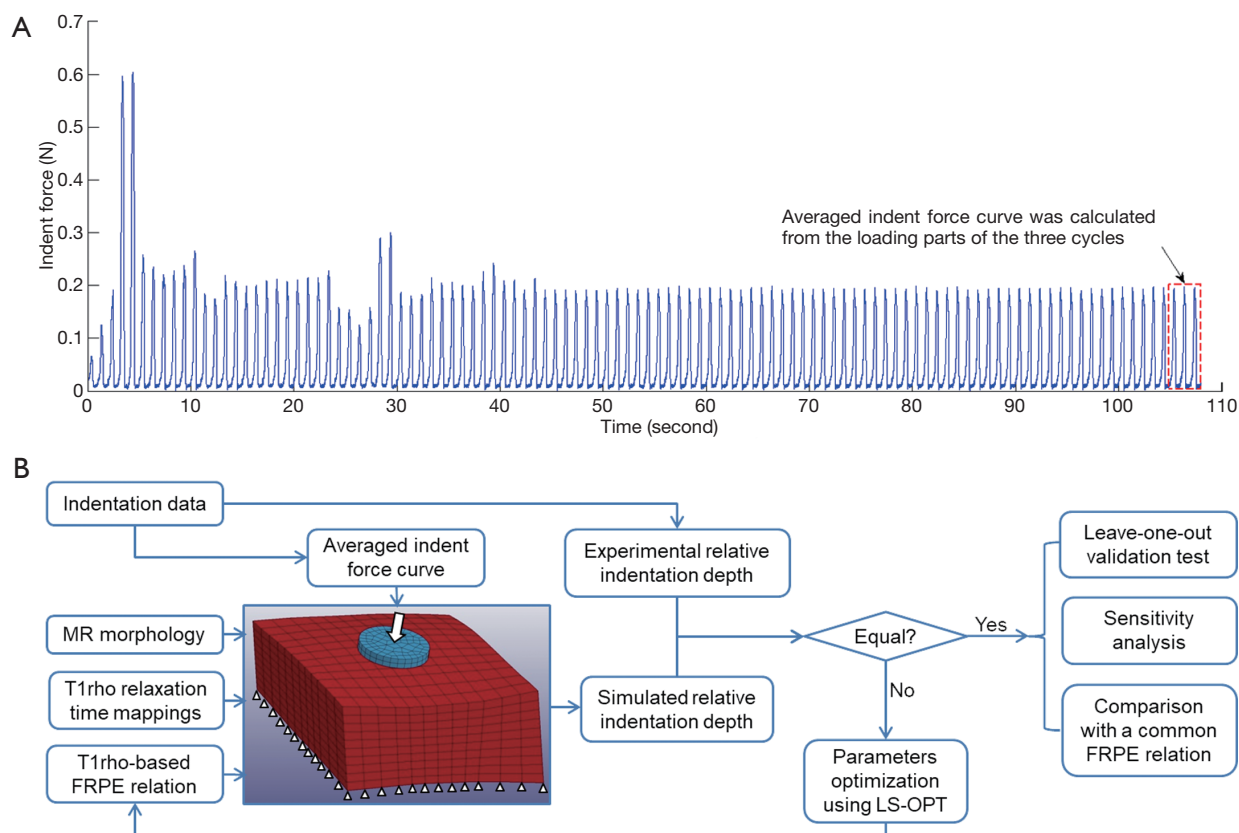 A
0.7
0.6
0.5
0.4
0.3
0.2
0.1
0
Indent force (N)
Averaged indent force curve was calculated
from the loading parts of the three cycles
0 10 20 30 40 50 60 70 80 90 100 110
Time (second)
B
Indentation data
Averaged indent
force curve
MR morphology
T1rho relaxation
time mappings
T1rho-based
FRPE relation
Experimental relative
indentation depth
Simulated relative
indentation depth
Equal?
Yes
No
Parameters
optimization
using LS-OPT
Leave-one-out
validation test
Sensitivity
analysis
Comparison
with a common
FRPE relation